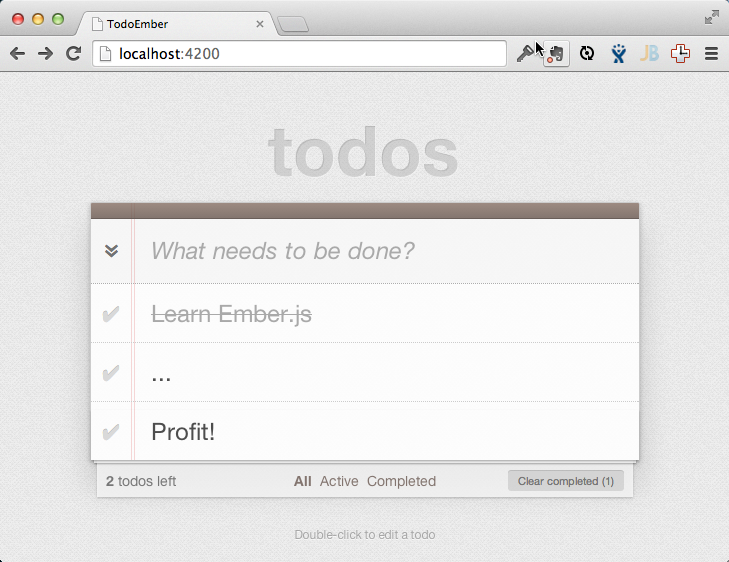 TodoEmber
localhost:4200
JB
todos
What needs to be done?
Learn Ember.js
...
Profit!
2 todos left All Active Completed Clear completed (1)
Double-click to edit a todo